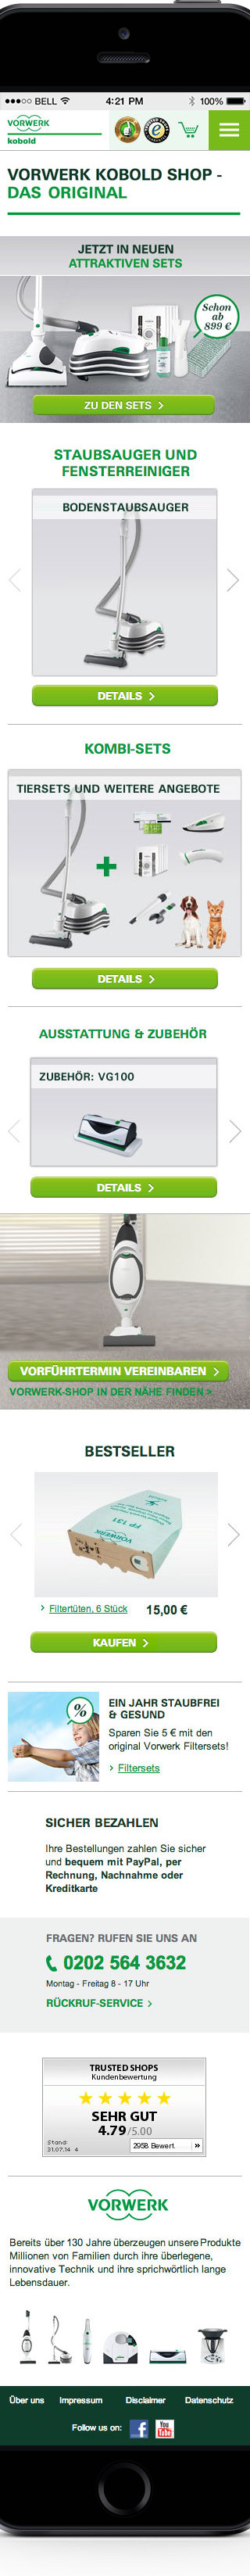 BELL 4:21 PM 100%
VORWERK
kobold
VORWERK KOBOLD SHOP -
DAS ORIGINAL
JETZT IN NEUEN
ATTRAKTIVEN SETS
Schon
ab
899 €
ZU DEN SETS >
STAUBSAUGER UND
FENSTERREINIGER
BODENSTAUBSAUGER
DETAILS >
KOMBI-SETS
TIERSETS UND WEITERE ANGEBOTE
+
DETAILS >
AUSSTATTUNG & ZUBEHÖR
ZUBEHÖR: VG100
DETAILS >
VORFÜHRTERMIN VEREINBAREN >
VORWERK-SHOP IN DER NÄHE FINDEN >
BESTSELLER
VORWERK
FP 131
> Filtertüten, 6 Stück 15,00 €
KAUFEN >
%
EIN JAHR STAUBFREI
& GESUND
Sparen Sie 5 € mit den
original Vorwerk Filtersets!
> Filtersets
SICHER BEZAHLEN
Ihre Bestellungen zahlen Sie sicher
und bequem mit PayPal, per
Rechnung, Nachnahme oder
Kreditkarte
FRAGEN? RUFEN SIE UNS AN
0202 564 3632
Montag - Freitag 8 - 17 Uhr
RÜCKRUF-SERVICE >
TRUSTED SHOPS
Kundenbewertung
SEHR GUT
4.79/5.00
Stand:
31.07.14 4
2958 Bewert. »
VORWERK
Bereits über 130 Jahre überzeugen unsere Produkte
Millionen von Familien durch ihre überlegene,
innovative Technik und ihre sprichwörtlich lange
Lebensdauer.
Über uns Impressum Disclaimer Datenschutz
Follow us on: f You Tube